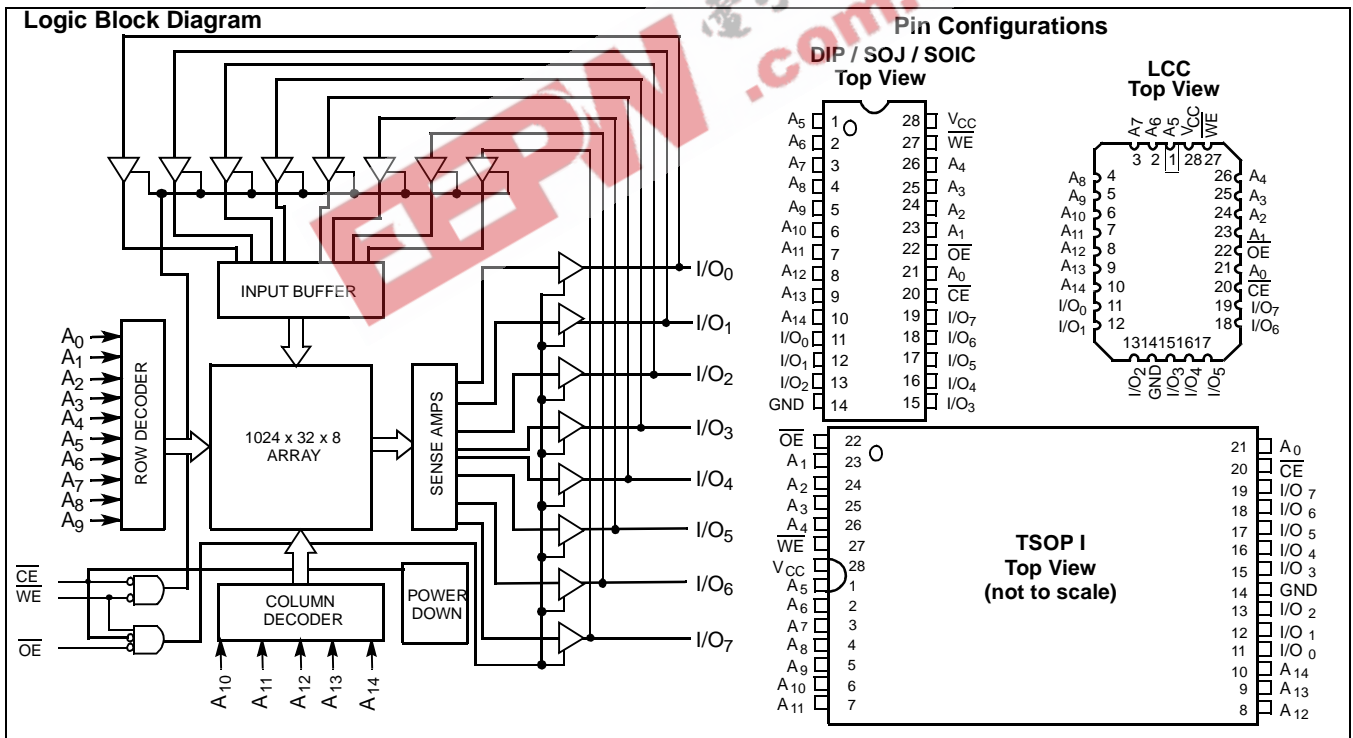 Logic Block Diagram
INPUT BUFFER
A0
A1
A2
A3
A4
A5
A6
A7
A8
A9
ROW DECODER
1024 x 32 x 8
ARRAY
SENSE AMPS
I/O0
I/O1
I/O2
I/O3
I/O4
I/O5
I/O6
I/O7
CE
WE
OE
COLUMN
DECODER
POWER
DOWN
A10
A11
A12
A13
A14
EEPW
.com.
Pin Configurations
DIP / SOJ / SOIC
Top View
A5 1 28 VCC
A6 2 27 WE
A7 3 26 A4
A8 4 25 A3
A9 5 24 A2
A10 6 23 A1
A11 7 22 OE
A12 8 21 A0
A13 9 20 CE
A14 10 19 I/O7
I/O0 11 18 I/O6
I/O1 12 17 I/O5
I/O2 13 16 I/O4
GND 14 15 I/O3
LCC
Top View
A7 A6 A5 VCC WE
3 2 1 28 27
A8 4 26 A4
A9 5 25 A3
A10 6 24 A2
A11 7 23 A1
A12 8 22 OE
A13 9 21 A0
A14 10 20 CE
I/O0 11 19 I/O7
I/O1 12 18 I/O6
13 14 15 16 17
I/O2 GND I/O3 I/O4 I/O5
OE 22 21 A0
A1 23 20 CE
A2 24 19 I/O 7
A3 25 18 I/O 6
A4 26 17 I/O 5
WE 27 16 I/O 4
VCC 28 15 I/O 3
A5 1 14 GND
A6 2 13 I/O 2
A7 3 12 I/O 1
A8 4 11 I/O 0
A9 5 10 A14
A10 6 9 A13
A11 7 8 A12
TSOP I
Top View
(not to scale)